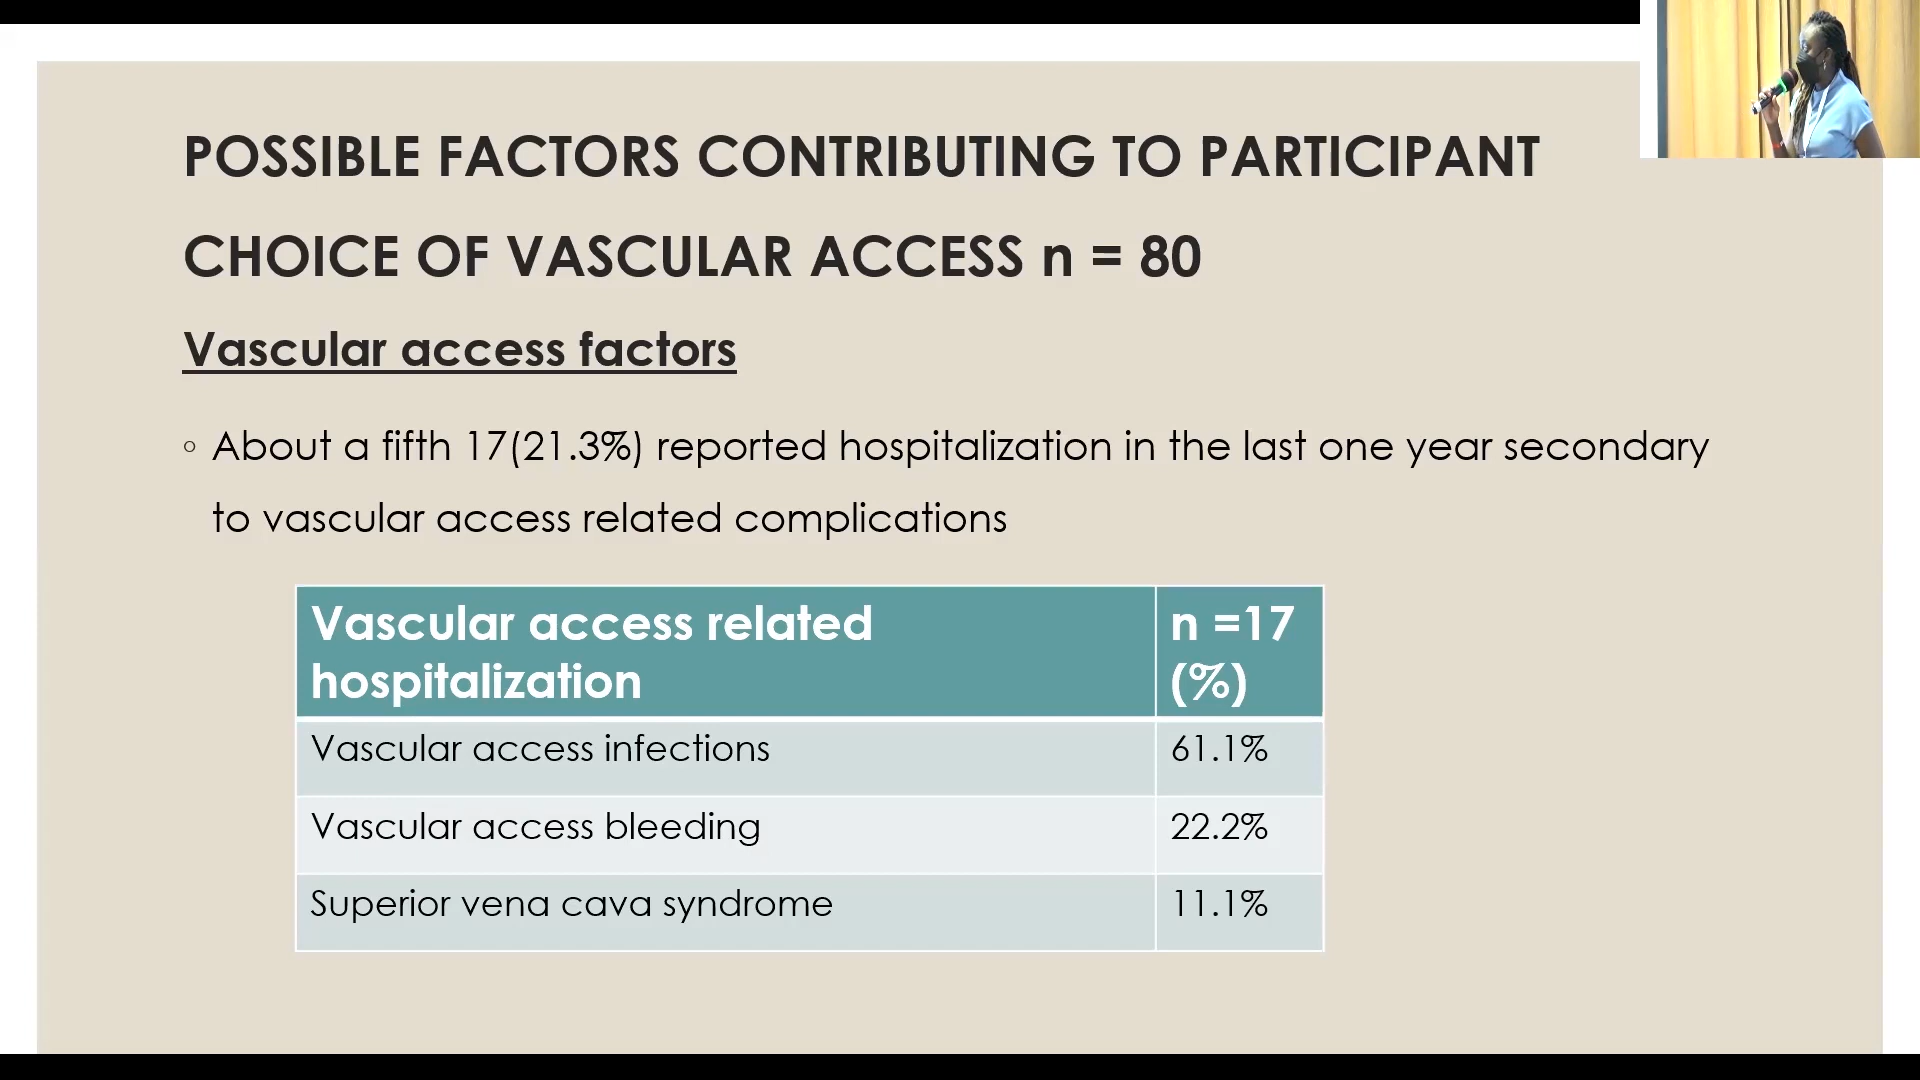 POSSIBLE FACTORS CONTRIBUTING TO PARTICIPANT
CHOICE OF VASCULAR ACCESS n = 80
Vascular access factors
◦ About a fifth 17(21.3%) reported hospitalization in the last one year secondary
to vascular access related complications
Vascular access related
hospitalization
n =17
(%)
Vascular access infections
61.1%
Vascular access bleeding
22.2%
Superior vena cava syndrome
11.1%